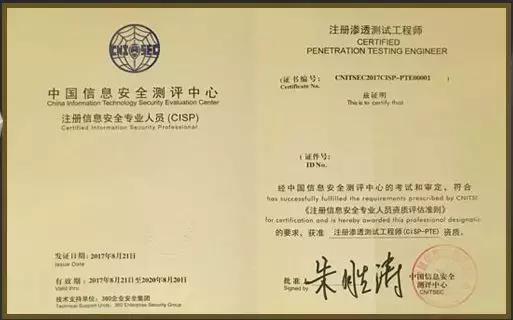 CNITSEC
中国信息安全测评中心
China Information Technology Security Evaluation Center
注册信息安全专业人员(CISP)
Certified Information Security Professional
发证日期：2017年8月21日
Issue Date
有效期：2017年8月21日至2020年8月20日
Valid thru
技术支持单位：360企业安全集团
Technical Support Units: 360 Enterprise Security Group
注册渗透测试工程师
CERTIFIED
PENETRATION TESTING ENGINEER
(证书编号: CNITSEC2017CISP-PTE00001 )
Certificate No.
兹证明
This is to certify that
(证件号:
ID No.
经中国信息安全测评中心的考试和审定，符合
has successfully fulfilled the requirements prescribed by CNITSE
《注册信息安全专业人员资质评估准则》
for certification and is hereby awarded this professional designatic
的要求，获准 注册渗透测试工程师(CISP-PTE) 资质。
批准
Signed by
朱胜涛
中国信息安全
测评中心
CNITSEC